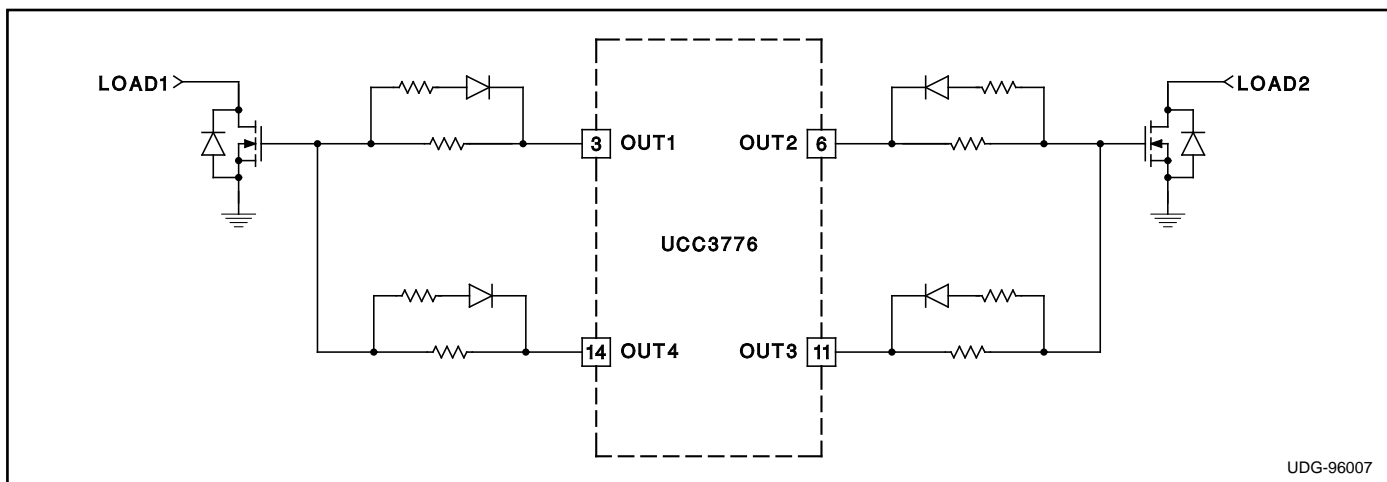 LOAD1
LOAD2
3 OUT1
OUT2 6
UCC3776
14 OUT4
OUT3 11
UDG-96007